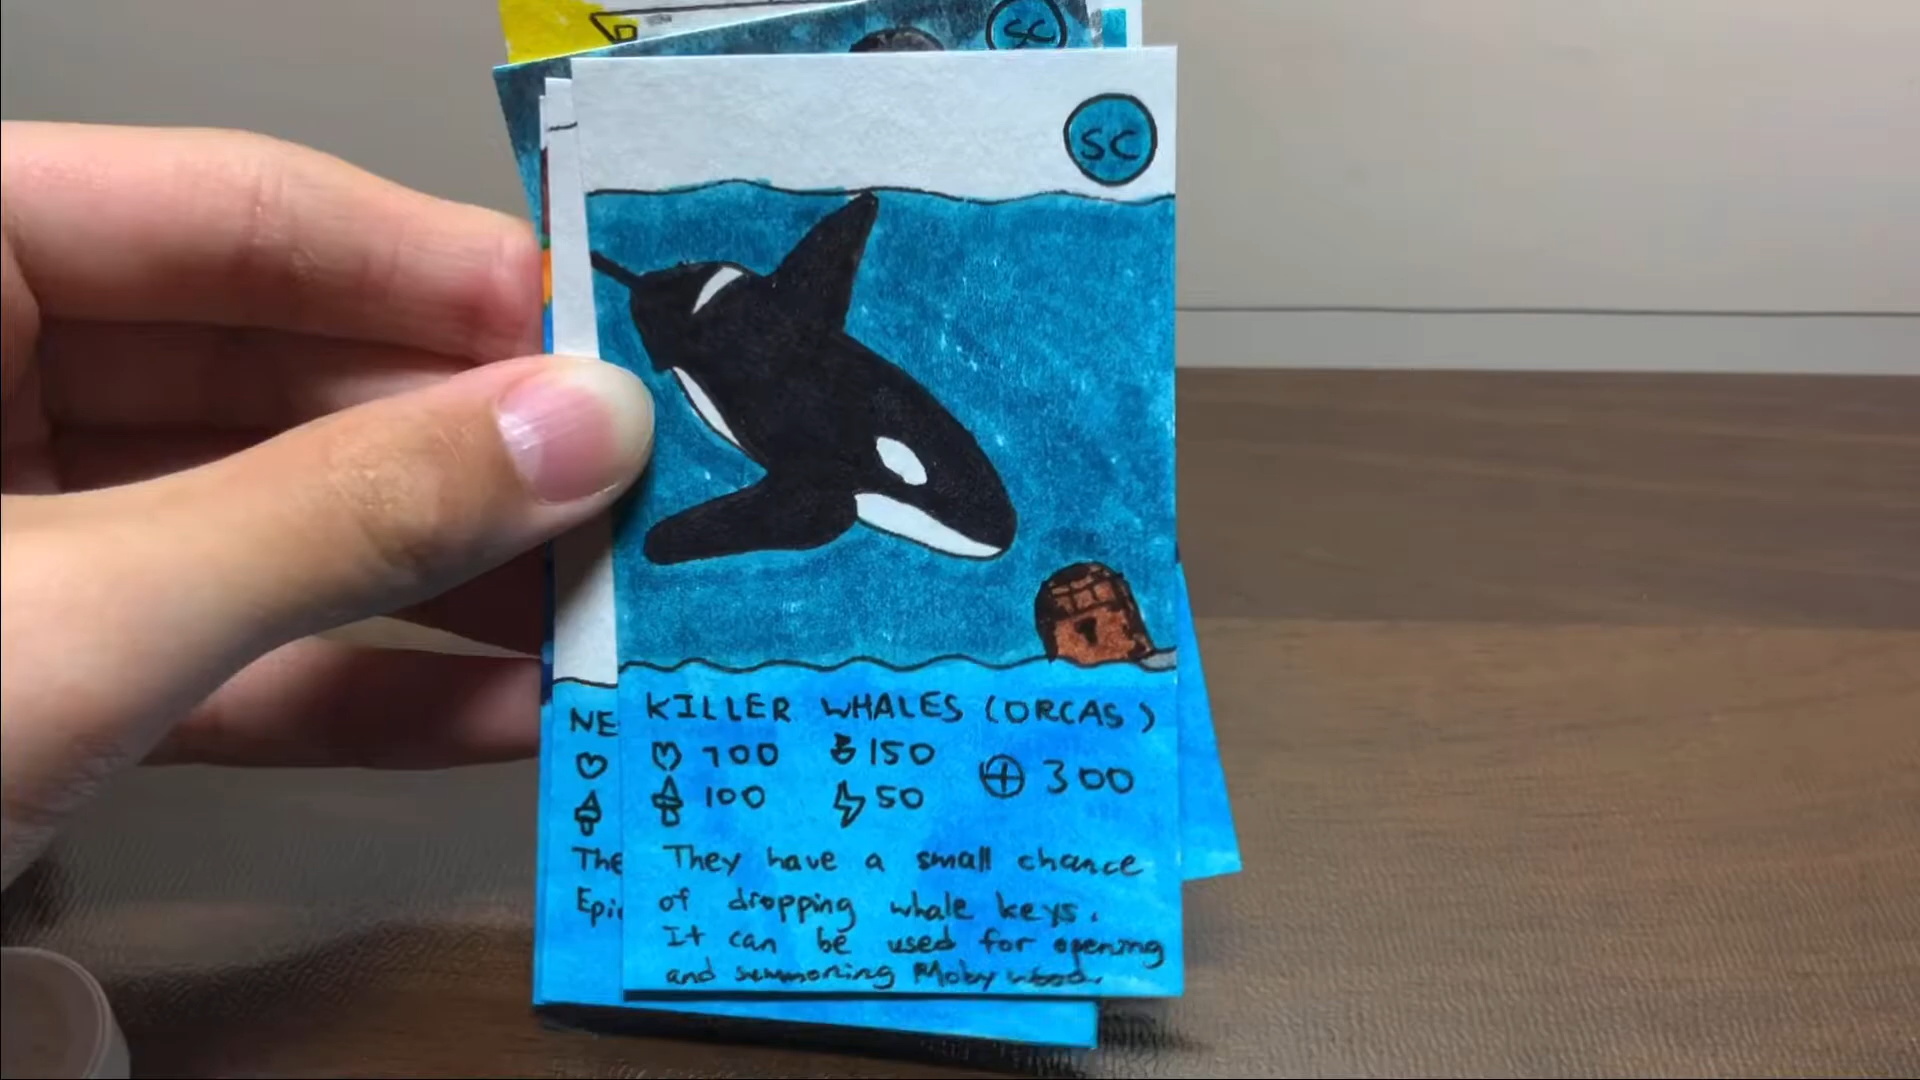 SC
SC
KILLER WHALES (ORCAS)
700 150
300
100 50
They have a small chance
of dropping whale keys.
It can be used for opening
and summoning Moby wood.
NE
The
Epi